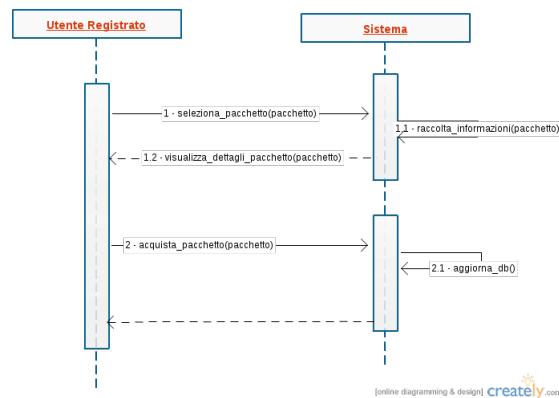 Utente Registrato
Sistema
1 - seleziona_pacchetto(pacchetto)
1.1 - raccolta_informazioni(pacchetto)
1.2 - visualizza_dettagli_pacchetto(pacchetto)
2 - acquista_pacchetto(pacchetto)
2.1 - aggiorna_db()
[online diagramming & design] creately.com